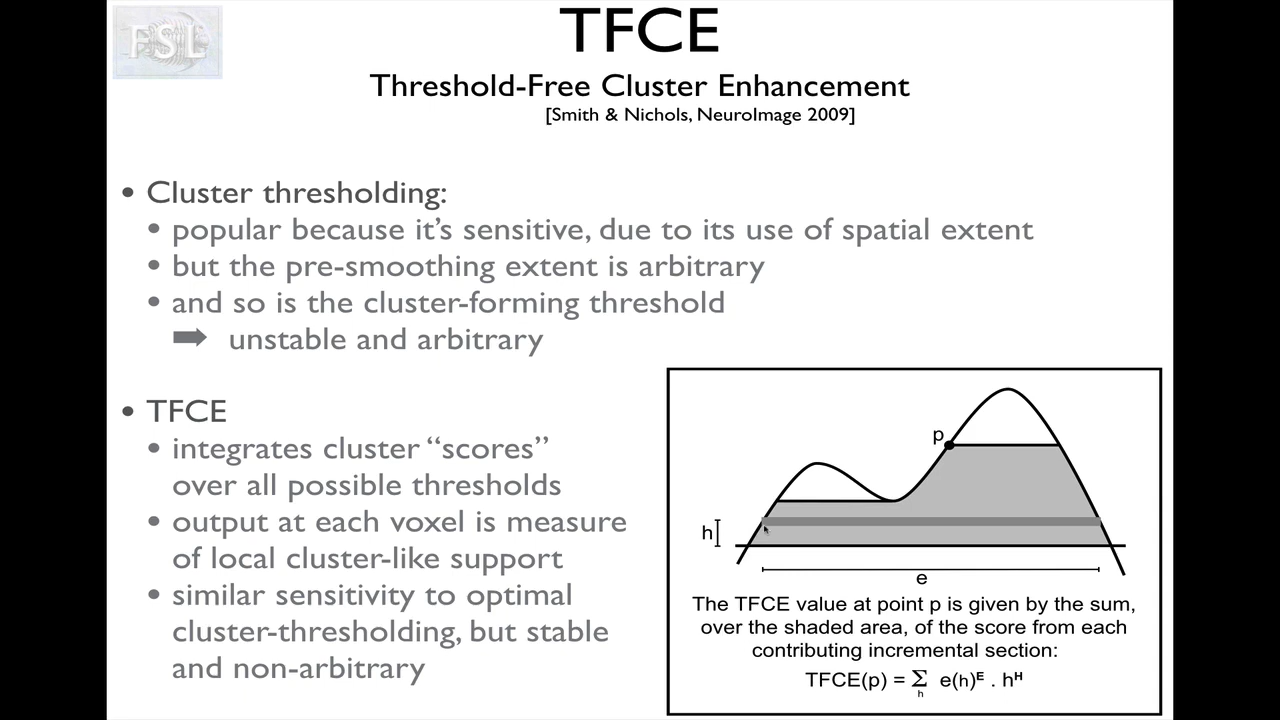 FSL
TFCE
Threshold-Free Cluster Enhancement
[Smith & Nichols, NeuroImage 2009]
• Cluster thresholding:
• popular because it’s sensitive, due to its use of spatial extent
• but the pre-smoothing extent is arbitrary
• and so is the cluster-forming threshold
➡ unstable and arbitrary
• TFCE
• integrates cluster “scores”
over all possible thresholds
• output at each voxel is measure
of local cluster-like support
• similar sensitivity to optimal
cluster-thresholding, but stable
and non-arbitrary
p
h
e
The TFCE value at point p is given by the sum,
over the shaded area, of the score from each
contributing incremental section:
TFCE(p) = Σ e(h)ᴱ . hᴴ
h